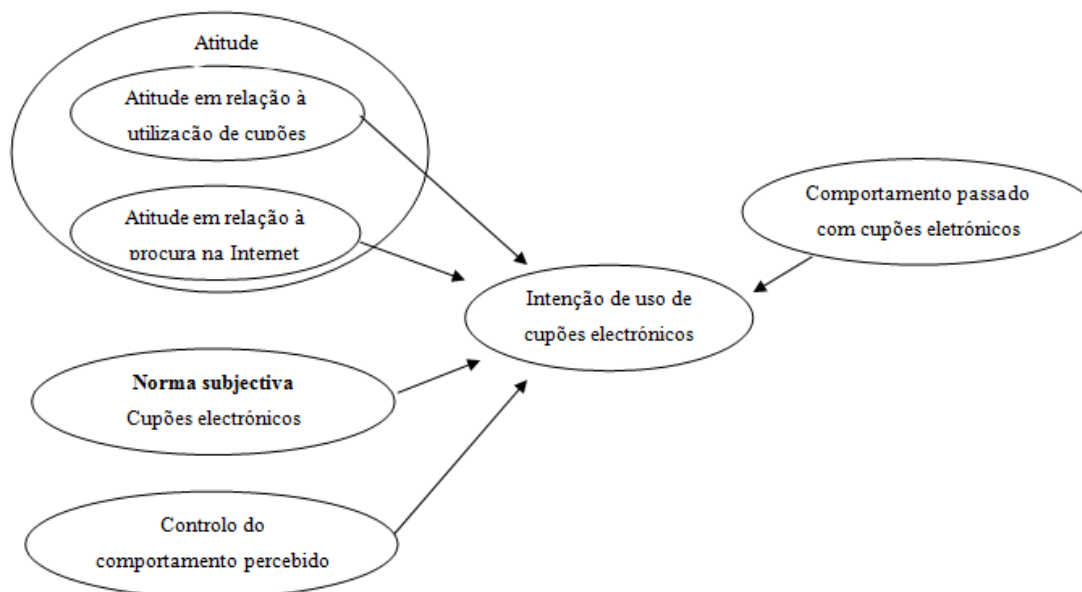 Atitude
Atitude em relação à
utilização de cupões
Atitude em relação à
procura na Internet
Norma subjectiva
Cupões electrónicos
Controlo do
comportamento percebido
Intenção de uso de
cupões electrónicos
Comportamento passado
com cupões eletrónicos